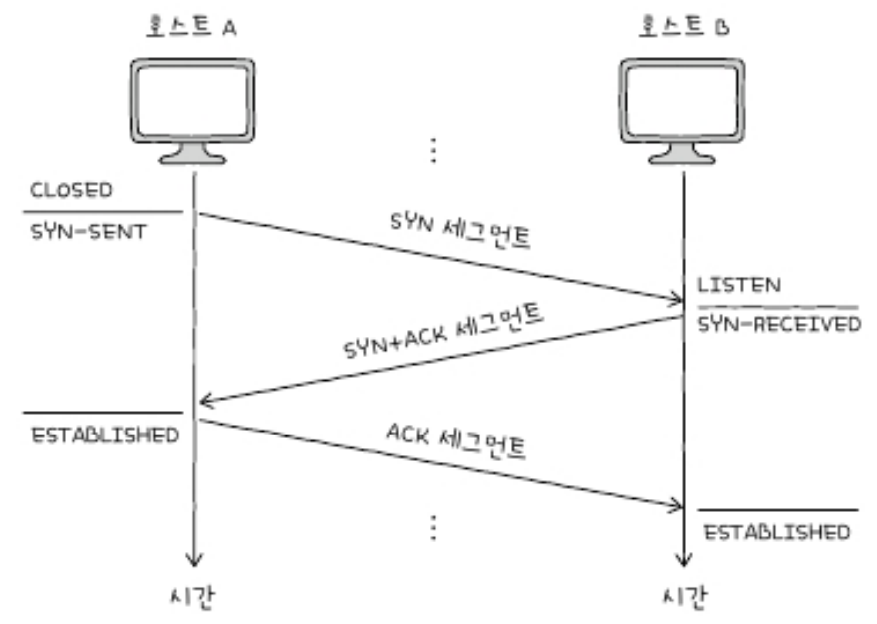 호스트 A
호스트 B
CLOSED
SYN-SENT
SYN 세그먼트
LISTEN
SYN-RECEIVED
SYN+ACK 세그먼트
ESTABLISHED
ACK 세그먼트
ESTABLISHED
시간
시간